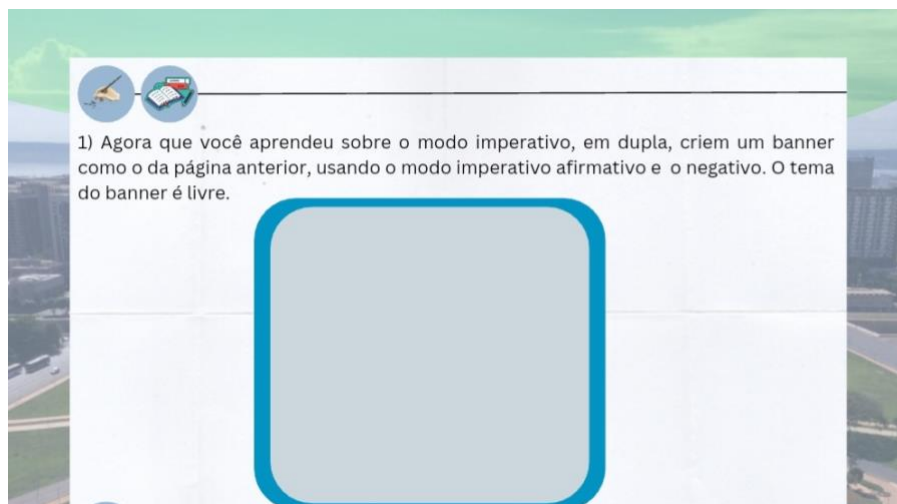 1) Agora que você aprendeu sobre o modo imperativo, em dupla, criem um banner
como o da página anterior, usando o modo imperativo afirmativo e o negativo. O tema
do banner é livre.